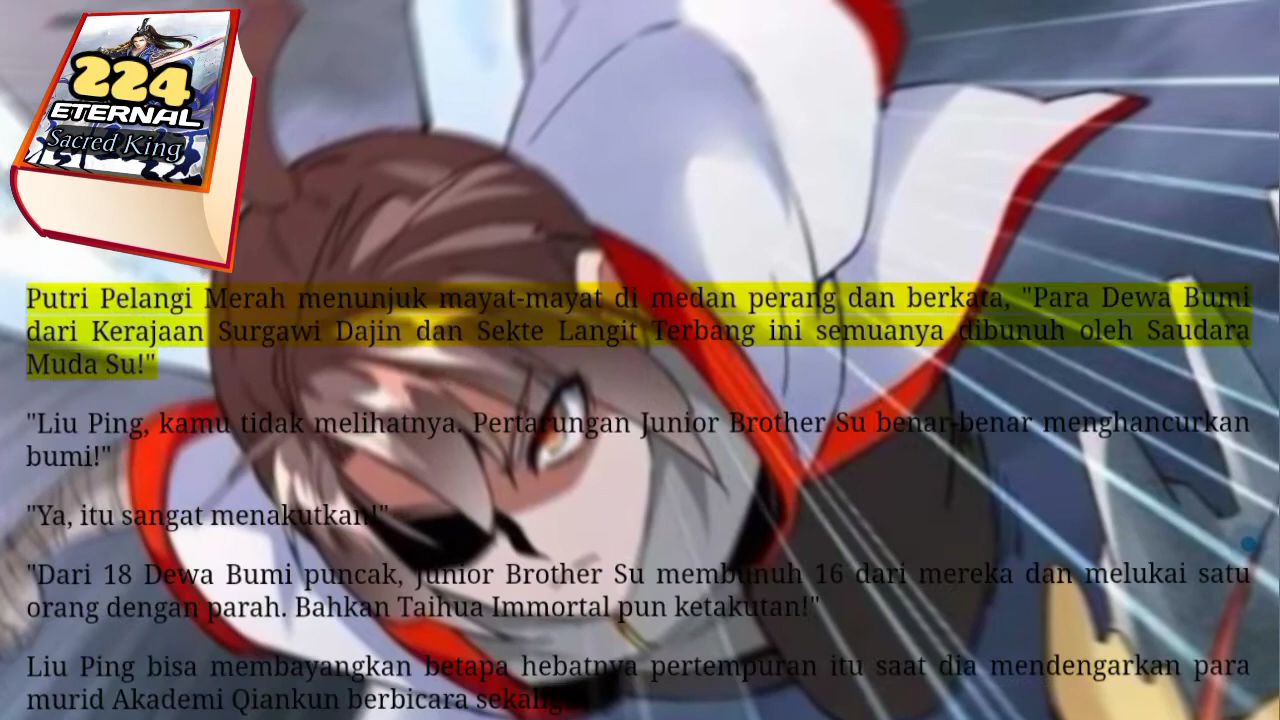 224
ETERNAL
Sacred King
Putri Pelangi Merah menunjuk mayat-mayat di medan perang dan berkata, "Para Dewa Bumi
dari Kerajaan Surgawi Dajin dan Sekte Langit Terbang ini semuanya dibunuh oleh Saudara
Muda Su!"
"Liu Ping, kamu tidak melihatnya. Pertarungan Junior Brother Su benar-benar menghancurkan
bumi!"
"Ya, itu sangat menakutkan!"
"Dari 18 Dewa Bumi puncak, Junior Brother Su membunuh 16 dari mereka dan melukai satu
orang dengan parah. Bahkan Taihua Immortal pun ketakutan!"
Liu Ping bisa membayangkan betapa hebatnya pertempuran itu saat dia mendengarkan para
murid Akademi Qiankun berbicara